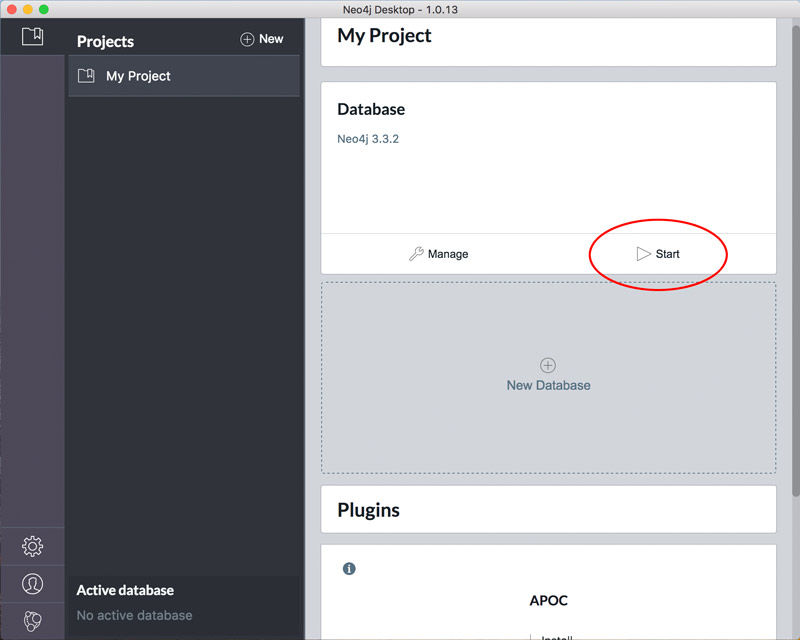 Neo4j Desktop - 1.0.13
Projects
New
My Project
Active database
No active database
My Project
Database
Neo4j 3.3.2
Manage
Start
New Database
Plugins
APOC
Install